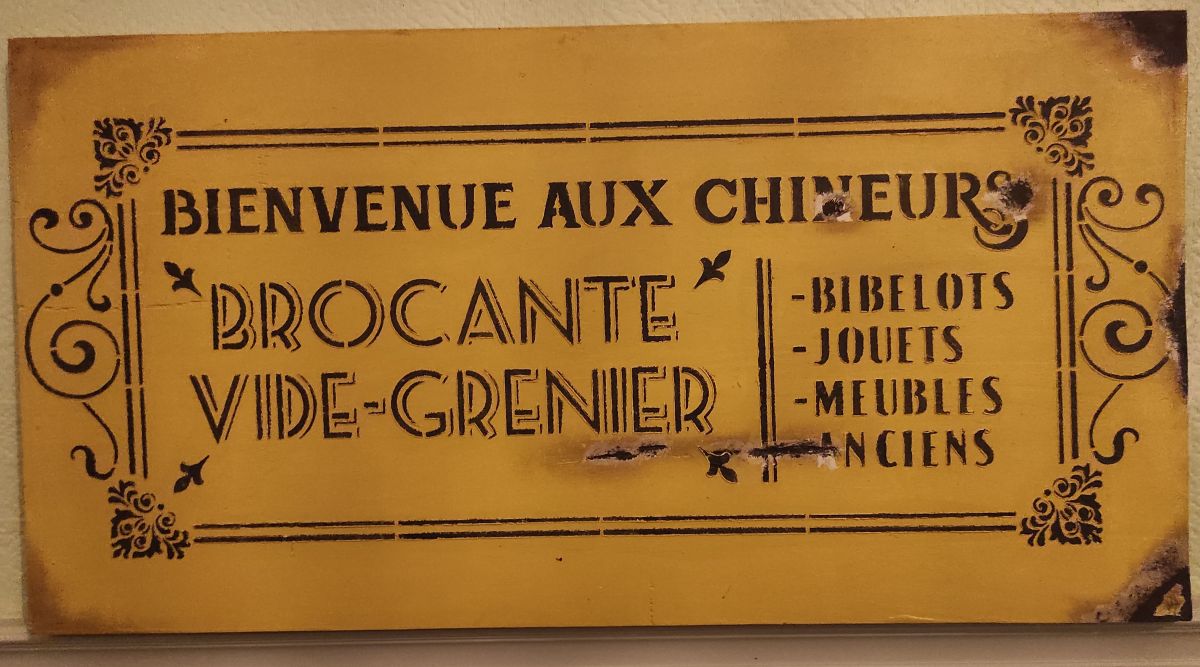 BIENVENUE AUX CHINEURS
BROCANTE
VIDE-GRENIER
-BIBELOTS
-JOUETS
-MEUBLES
ANCIENS